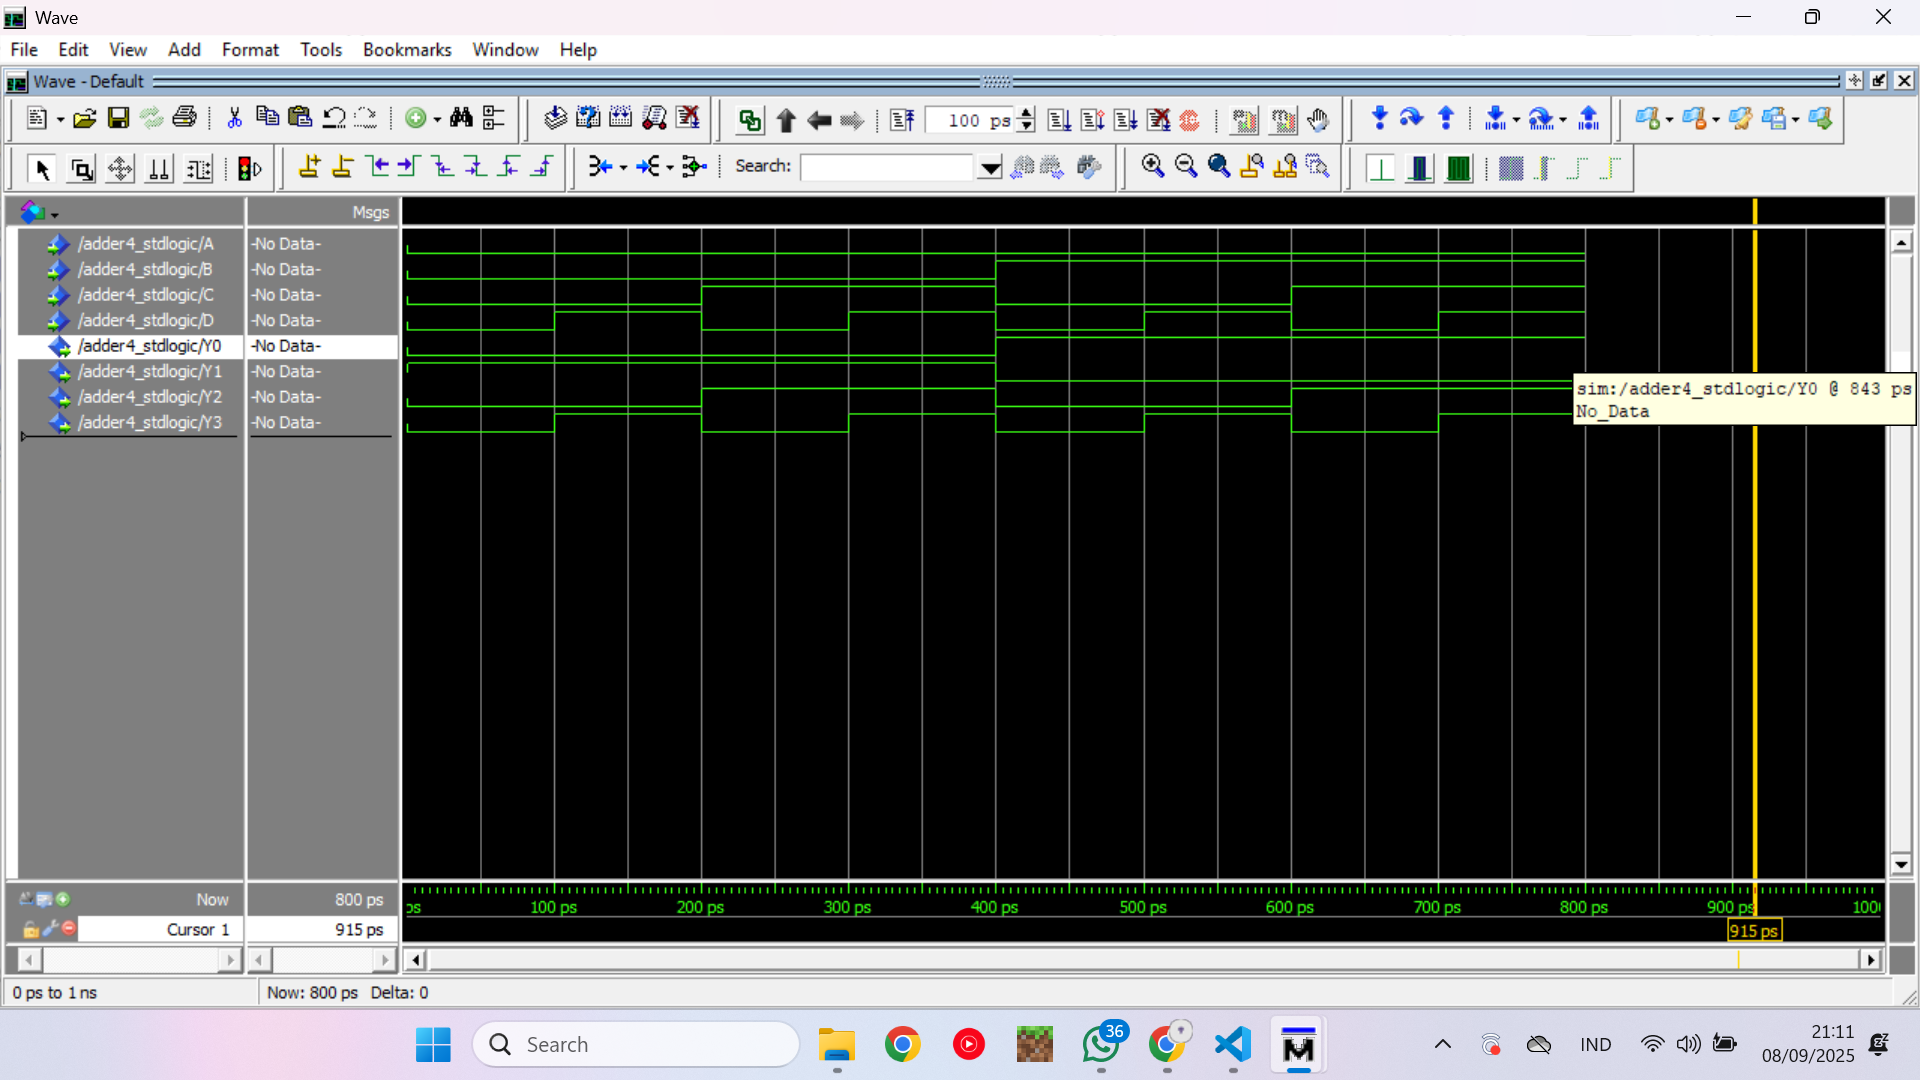 Wave
File Edit View Add Format Tools Bookmarks Window Help
Wave - Default
100 ps
Search:
Msgs
/adder4_stdlogic/A -No Data-
/adder4_stdlogic/B -No Data-
/adder4_stdlogic/C -No Data-
/adder4_stdlogic/D -No Data-
/adder4_stdlogic/Y0 -No Data-
/adder4_stdlogic/Y1 -No Data-
/adder4_stdlogic/Y2 -No Data-
/adder4_stdlogic/Y3 -No Data-
sim:/adder4_stdlogic/Y0 @ 843 ps
No_Data
Now 800 ps
ps 100 ps 200 ps 300 ps 400 ps 500 ps 600 ps 700 ps 800 ps 900 ps 100
Cursor 1 915 ps
915 ps
0 ps to 1 ns Now: 800 ps Delta: 0
Search
36
IND
21:11
08/09/2025